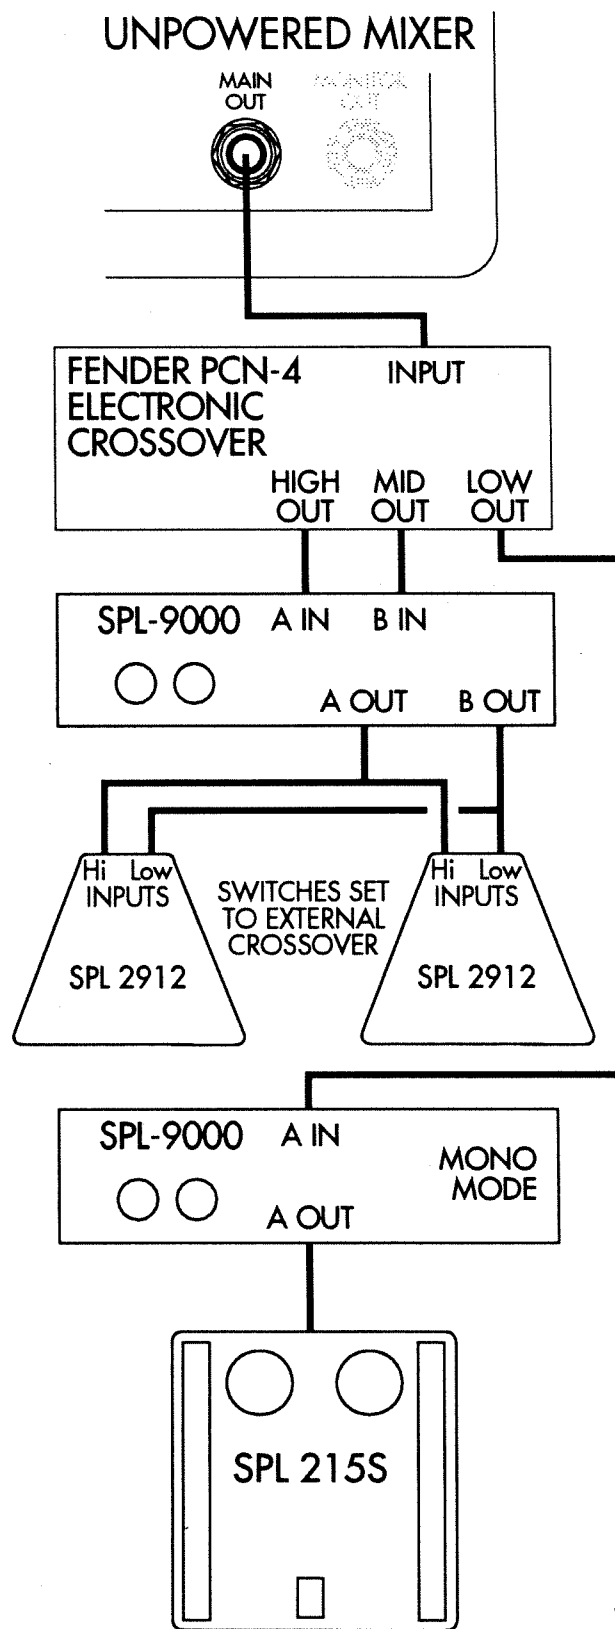 UNPOWERED MIXER
MAIN
OUT
MONITOR
OUT
FENDER PCN-4
ELECTRONIC
CROSSOVER
INPUT
HIGH
OUT
MID
OUT
LOW
OUT
SPL-9000
A IN
B IN
A OUT
B OUT
Hi Low
INPUTS
SPL 2912
SWITCHES SET
TO EXTERNAL
CROSSOVER
Hi Low
INPUTS
SPL 2912
SPL-9000
A IN
MONO
MODE
A OUT
SPL 215S